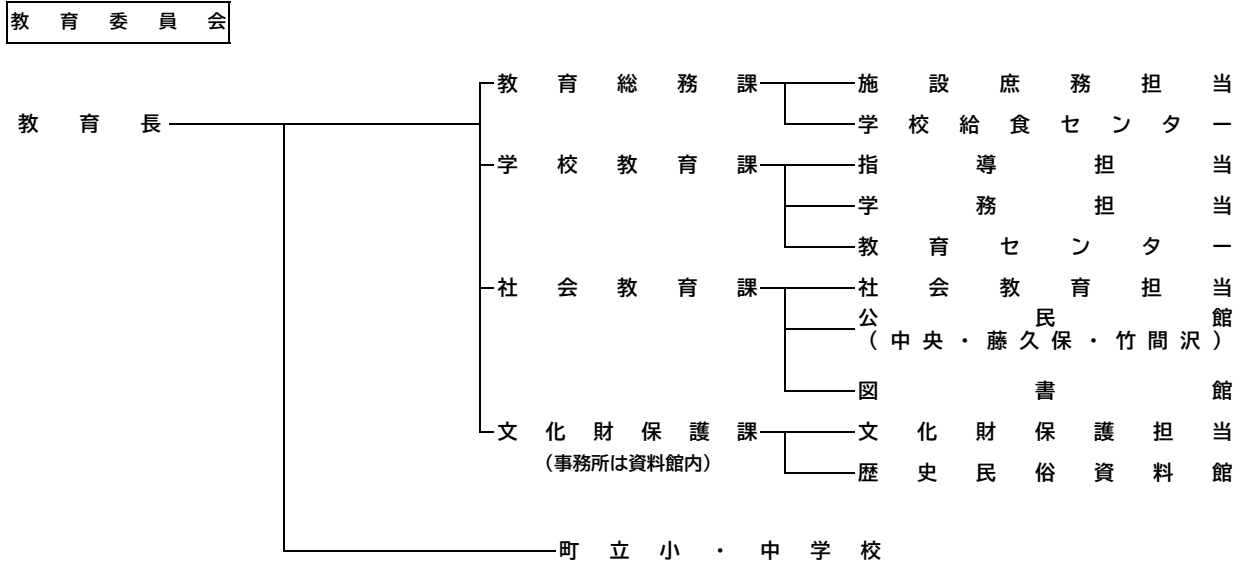 教育委員会
教育総務課 施設庶務担当
教育長 学校給食センター
学校教育課 指導担当
学務担当
教育センター
社会教育課 社会教育担当
公民館
(中央・藤久保・竹間沢)
図書館
文化財保護課 文化財保護担当
(事務所は資料館内)
歴史民俗資料館
町立小・中学校